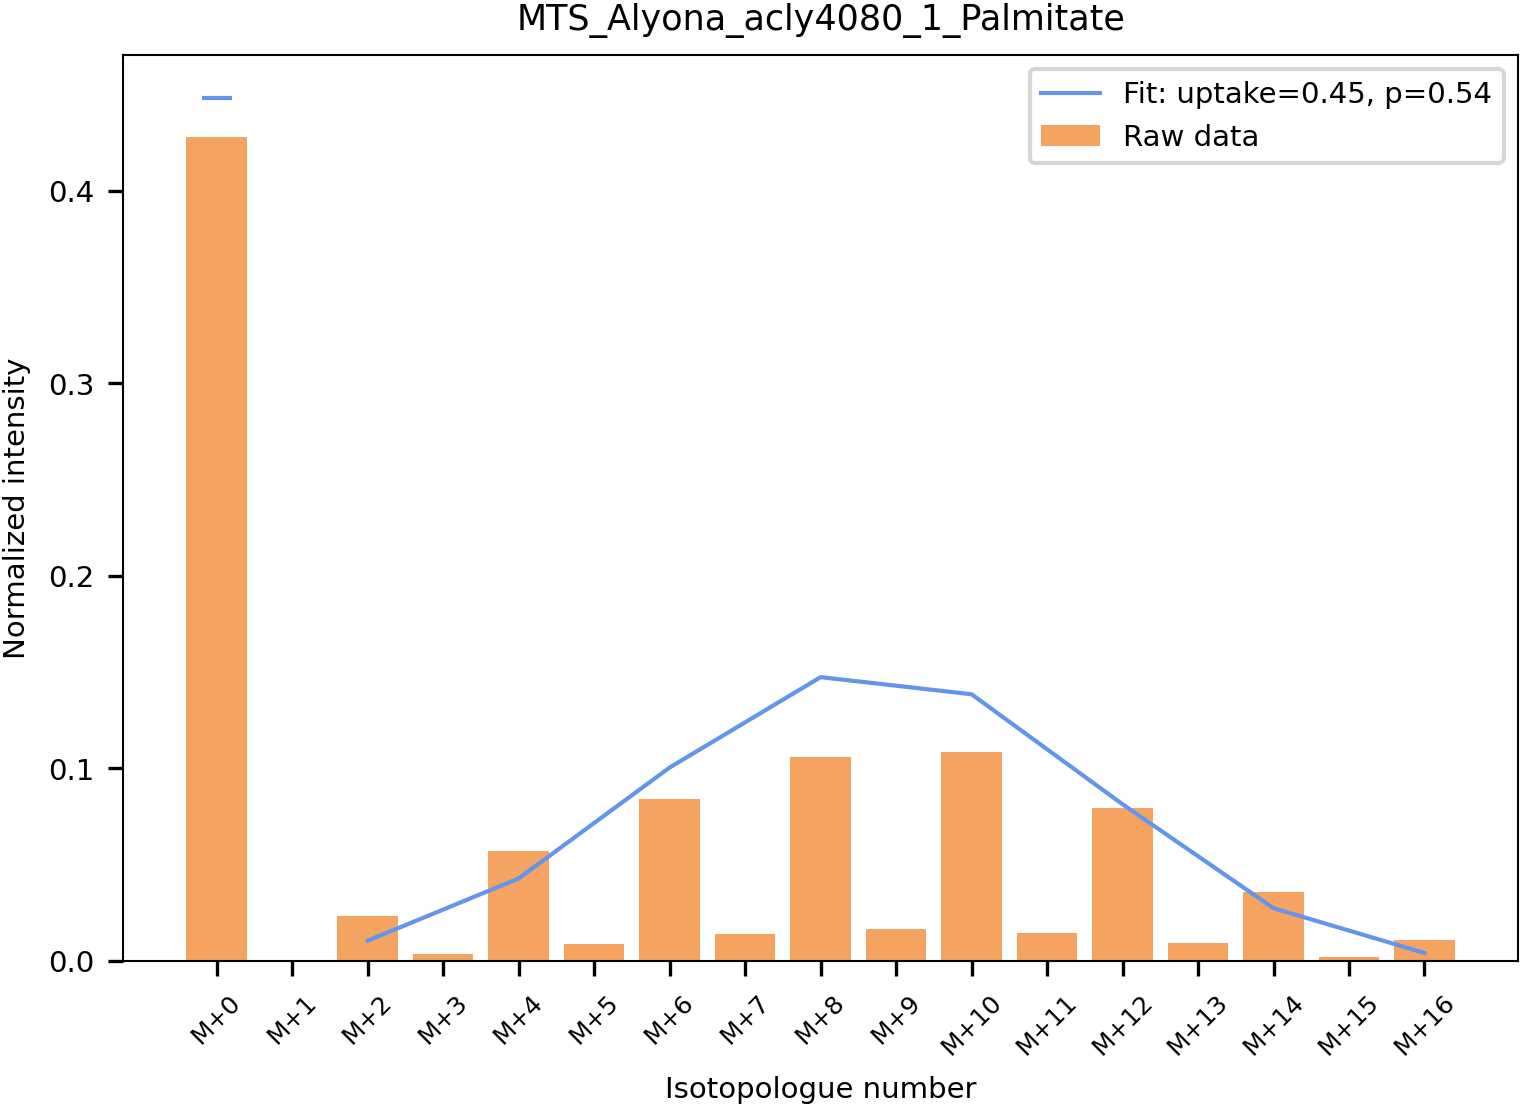 MTS_Alyona_acly4080_1_Palmitate
Fit: uptake=0.45, p=0.54
Raw data
Normalized intensity
0.4
0.3
0.2
0.1
0.0
M+0
M+1
M+2
M+3
M+4
M+5
M+6
M+7
M+8
M+9
M+10
M+11
M+12
M+13
M+14
M+15
M+16
Isotopologue number